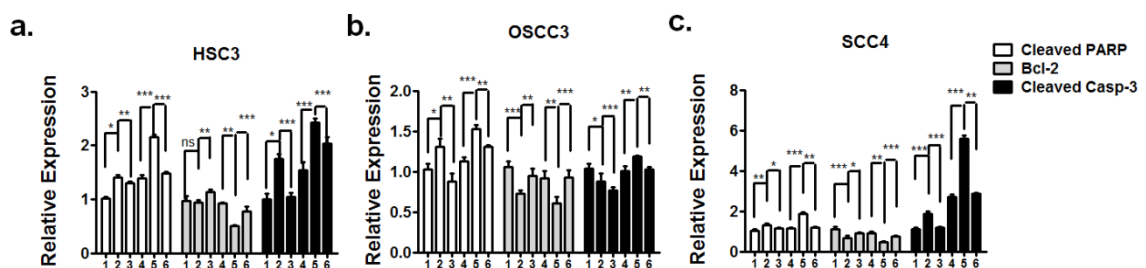 a.
HSC3
Relative Expression
3
2
1
0
* ** *** *** ns ** ** *** * *** *** ***
1 2 3 4 5 6 1 2 3 4 5 6 1 2 3 4 5 6
b.
OSCC3
Relative Expression
2.0
1.5
1.0
0.5
0.0
* ** *** ** *** ** ** *** * *** ** **
1 2 3 4 5 6 1 2 3 4 5 6 1 2 3 4 5 6
c.
SCC4
Relative Expression
8
6
4
2
0
** * *** ** *** * ** *** *** *** *** **
1 2 3 4 5 6 1 2 3 4 5 6 1 2 3 4 5 6
Cleaved PARP
Bcl-2
Cleaved Casp-3